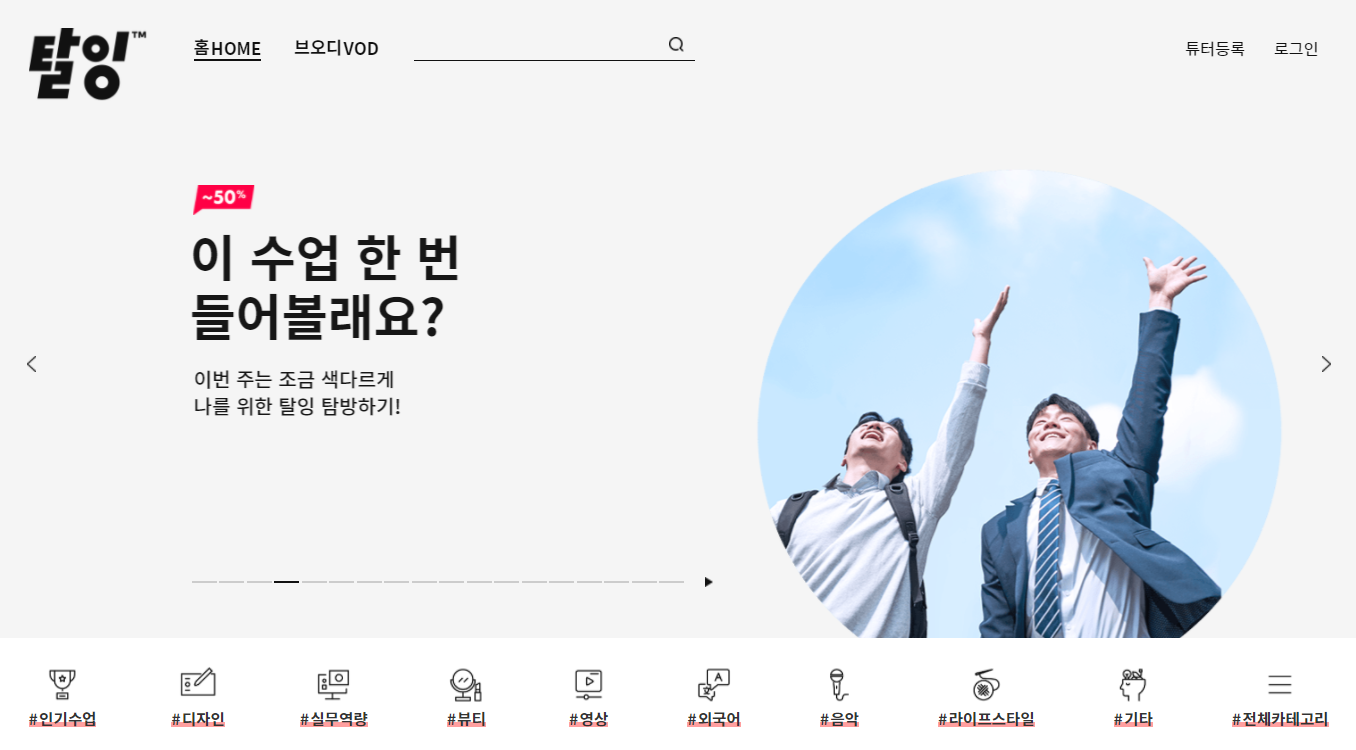 탈잉™
홈HOME 브오디VOD 튜터등록 로그인
~50%
이 수업 한 번
들어볼래요?
이번 주는 조금 색다르게
나를 위한 탈잉 탐방하기!
#인기수업 #디자인 #실무역량 #뷰티 #영상 #외국어 #음악 #라이프스타일 #기타 #전체카테고리